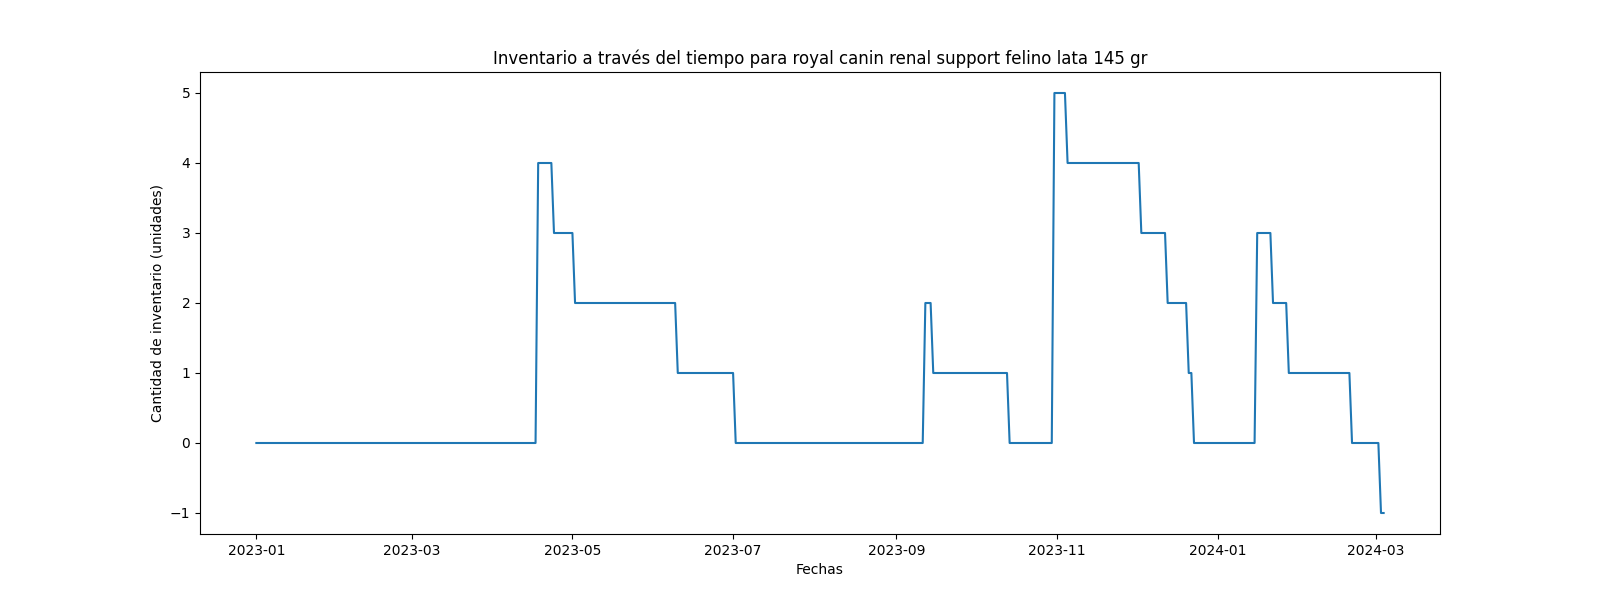 Inventario a través del tiempo para royal canin renal support felino lata 145 gr
Cantidad de inventario (unidades)
5
4
3
2
1
0
−1
2023-01 2023-03 2023-05 2023-07 2023-09 2023-11 2024-01 2024-03
Fechas